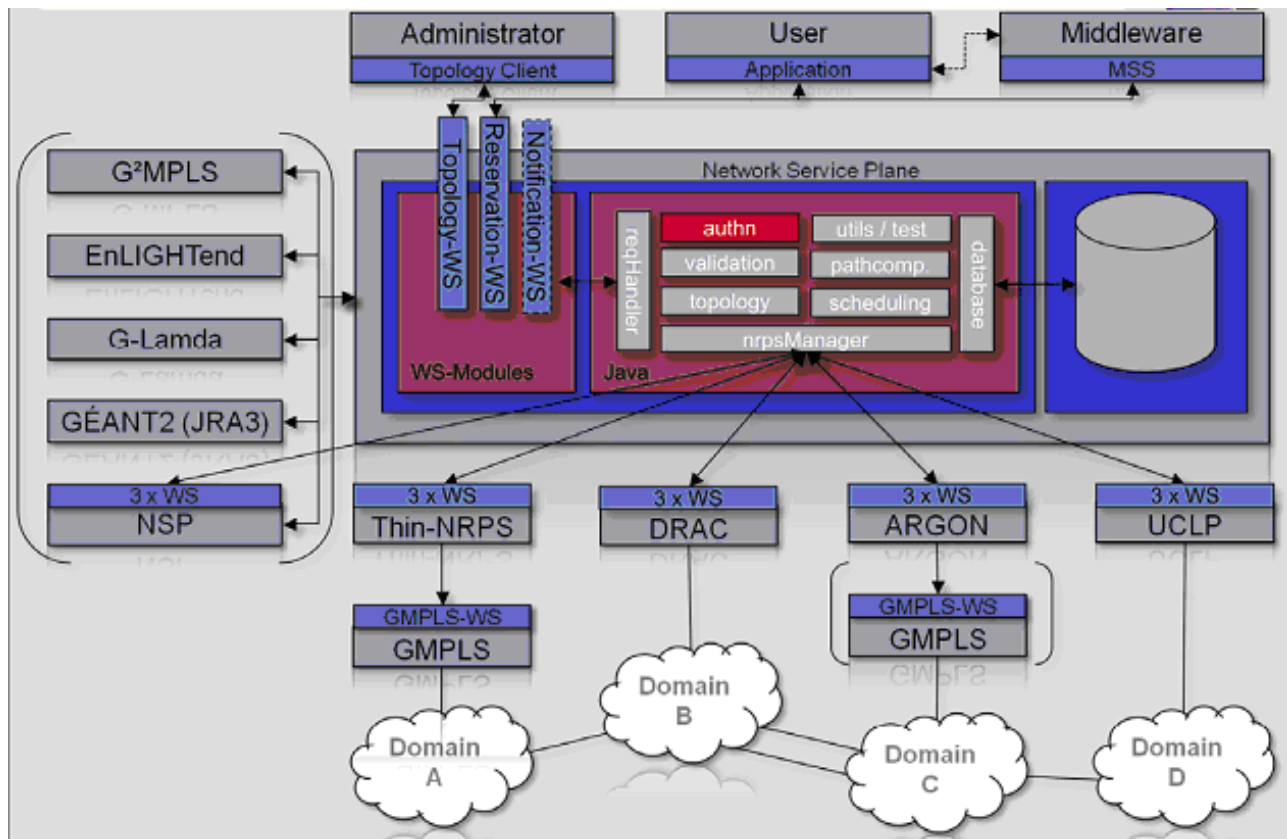 Administrator
Topology Client
User
Application
Middleware
MSS
Topology-WS
Reservation-WS
Notification-WS
Network Service Plane
G²MPLS
EnLIGHTend
G-Lamda
GÉANT2 (JRA3)
3 x WS
NSP
reqHandler
authn
utils / test
validation
pathcomp.
topology
scheduling
nrpsManager
database
WS-Modules
Java
3 x WS
Thin-NRPS
3 x WS
DRAC
3 x WS
ARGON
3 x WS
UCLP
GMPLS-WS
GMPLS
GMPLS-WS
GMPLS
Domain
A
Domain
B
Domain
C
Domain
D